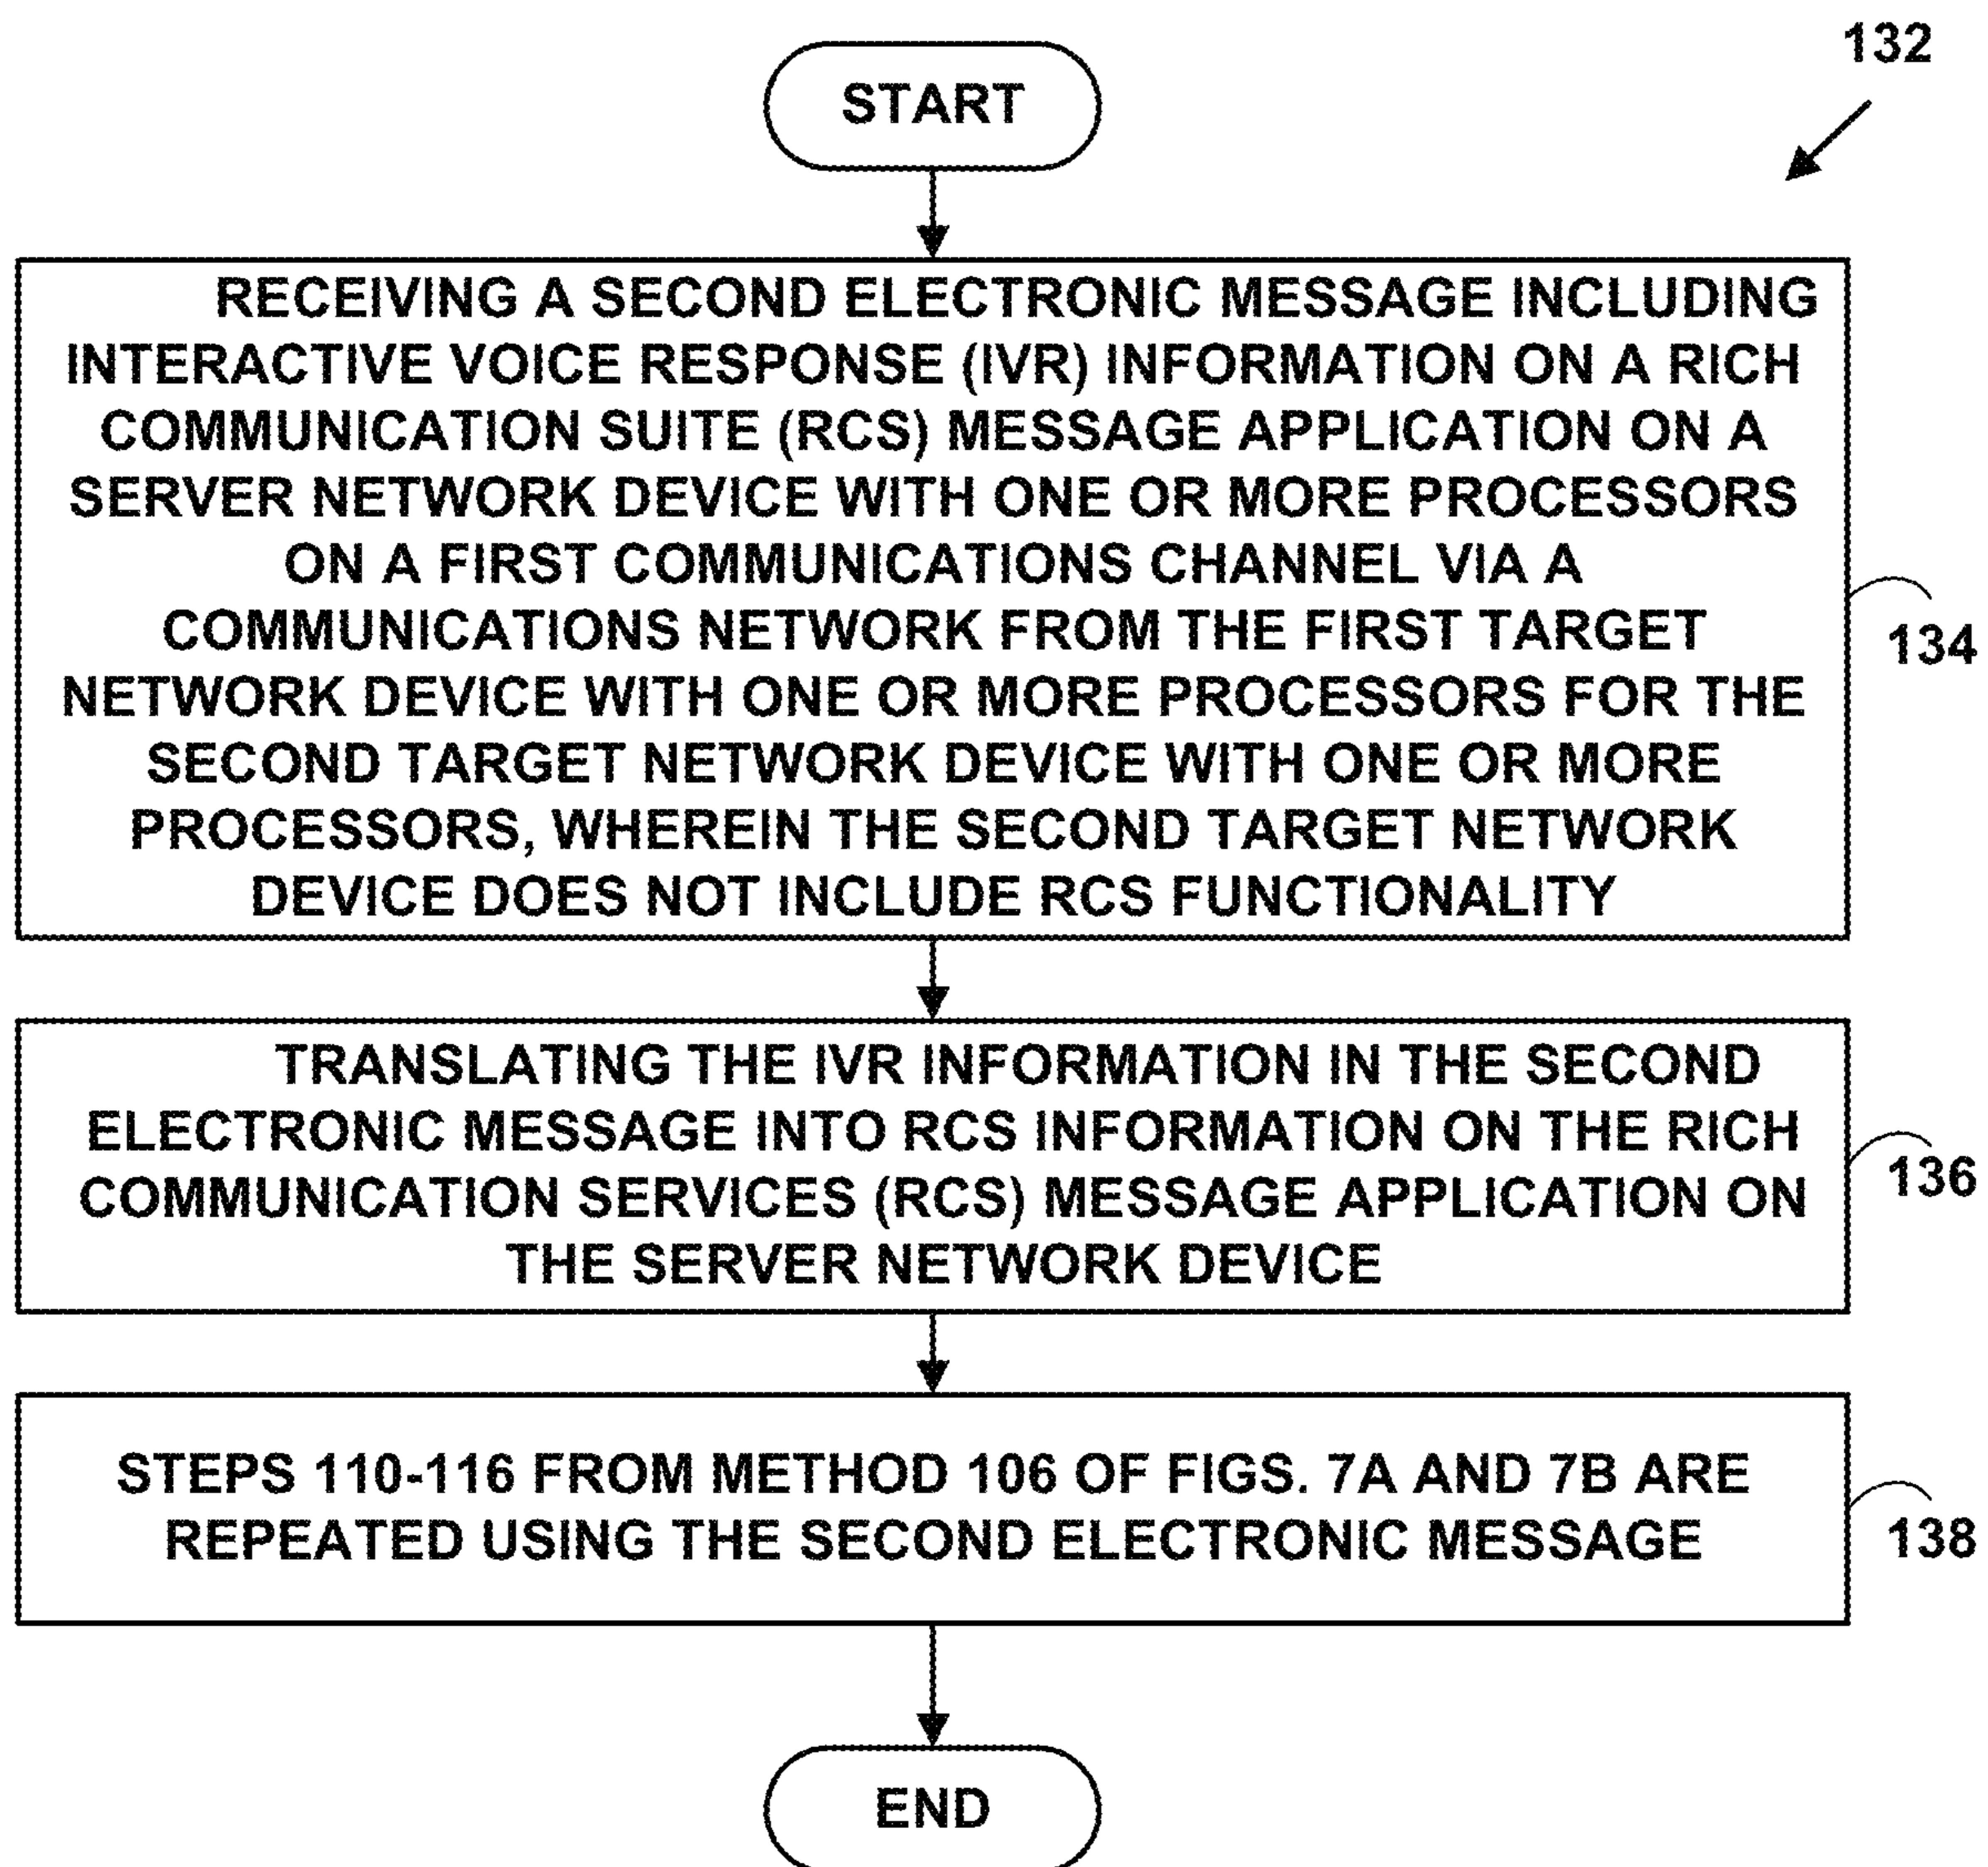 132
START
RECEIVING A SECOND ELECTRONIC MESSAGE INCLUDING
INTERACTIVE VOICE RESPONSE (IVR) INFORMATION ON A RICH
COMMUNICATION SUITE (RCS) MESSAGE APPLICATION ON A
SERVER NETWORK DEVICE WITH ONE OR MORE PROCESSORS
ON A FIRST COMMUNICATIONS CHANNEL VIA A
COMMUNICATIONS NETWORK FROM THE FIRST TARGET
NETWORK DEVICE WITH ONE OR MORE PROCESSORS FOR THE
SECOND TARGET NETWORK DEVICE WITH ONE OR MORE
PROCESSORS, WHEREIN THE SECOND TARGET NETWORK
DEVICE DOES NOT INCLUDE RCS FUNCTIONALITY
134
TRANSLATING THE IVR INFORMATION IN THE SECOND
ELECTRONIC MESSAGE INTO RCS INFORMATION ON THE RICH
COMMUNICATION SERVICES (RCS) MESSAGE APPLICATION ON
THE SERVER NETWORK DEVICE
136
STEPS 110-116 FROM METHOD 106 OF FIGS. 7A AND 7B ARE
REPEATED USING THE SECOND ELECTRONIC MESSAGE
138
END